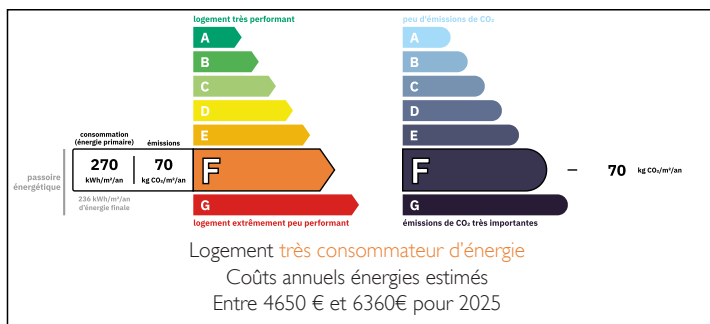 logement très performant
A
B
C
D
E
consommation
(énergie primaire)
émissions
270
kWh/m²/an
70
kg CO₂/m²/an
F
passoire
énergétique
236 kWh/m²/an
d'énergie finale
G
logement extrêmement peu performant
peu d'émissions de CO₂
A
B
C
D
E
F
70 kg CO₂/m²/an
G
émissions de CO₂ très importantes
Logement très consommateur d'énergie
Coûts annuels énergies estimés
Entre 4650 € et 6360€ pour 2025